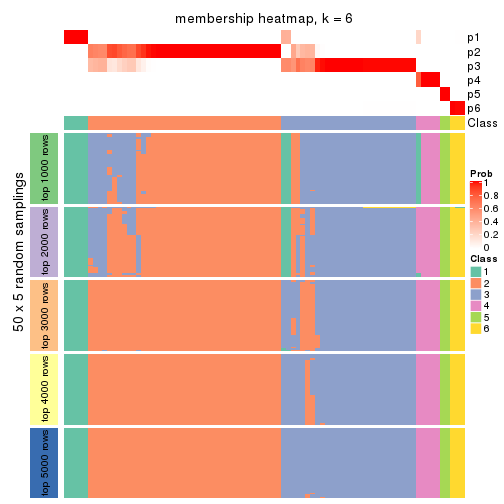 membership heatmap, k = 6
p1
p2
p3
p4
p5
p6
Class
50 x 5 random samplings
top 1000 rows
top 2000 rows
top 3000 rows
top 4000 rows
top 5000 rows
Prob
1
0.8
0.6
0.4
0.2
0
Class
1
2
3
4
5
6